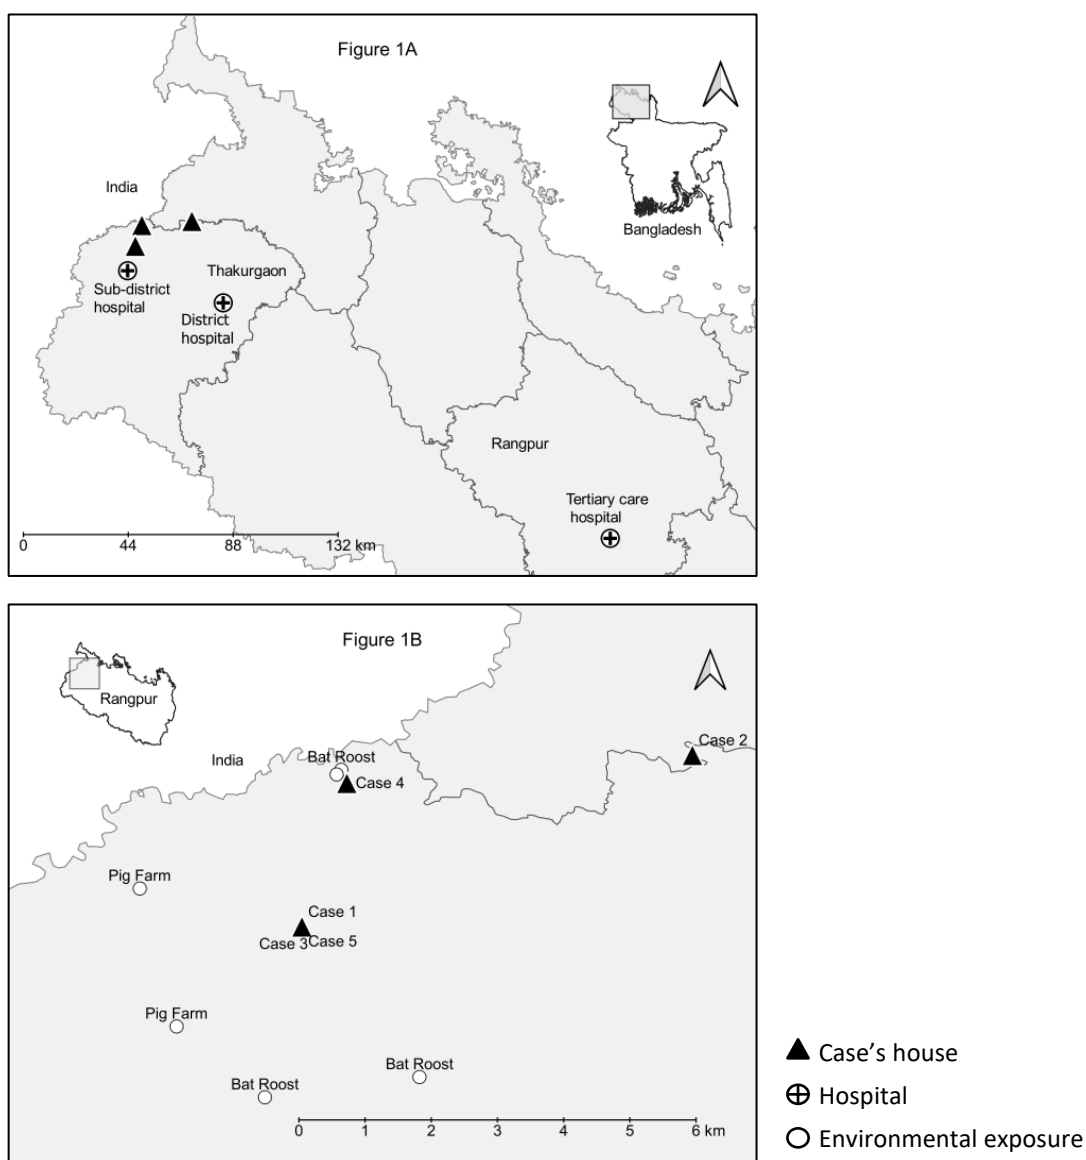 Figure 1A
India
Bangladesh
Thakurgaon
Sub-district
hospital
District
hospital
Rangpur
Tertiary care
hospital
0 44 88 132 km
Figure 1B
Rangpur
India
Case 2
Bat Roost
Case 4
Pig Farm
Case 1
Case 3 Case 5
Pig Farm
Bat Roost
Bat Roost
0 1 2 3 4 5 6 km
Case's house
Hospital
Environmental exposure